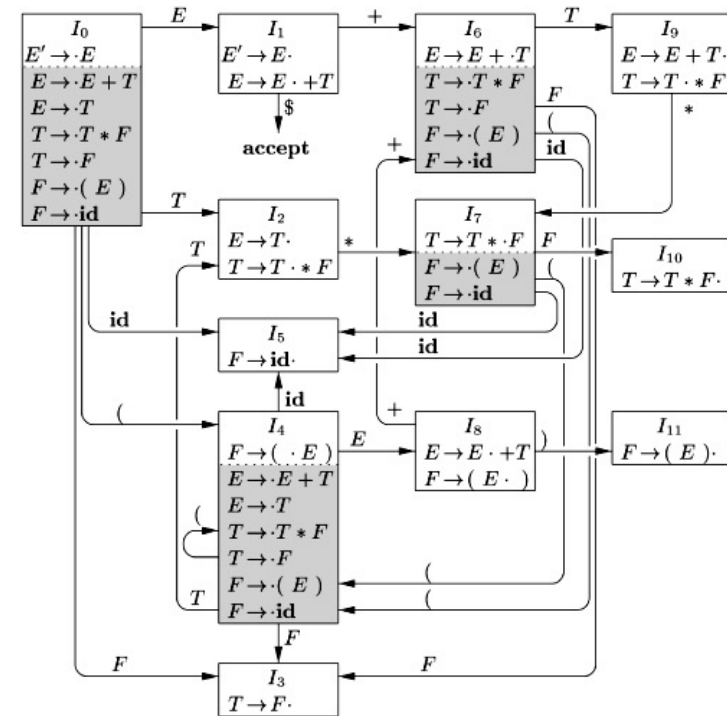 I₀
E′ → ·E
E → ·E + T
E → ·T
T → ·T * F
T → ·F
F → ·( E )
F → ·id
E
I₁
E′ → E·
E → E · +T
$
accept
+
I₆
E → E + ·T
T → ·T * F
T → ·F
F → ·( E )
F → ·id
T
I₉
E → E + T·
T → T · * F
*
F
(
id
+
T
I₂
E → T·
T → T · * F
T
*
I₇
T → T * ·F
F → ·( E )
F → ·id
F
(
I₁₀
T → T * F·
id
id
id
I₅
F → id·
id
(
I₄
F → ( · E )
E → ·E + T
E → ·T
T → ·T * F
T → ·F
F → ·( E )
F → ·id
(
T
E
+
I₈
E → E · +T
F → ( E · )
)
I₁₁
F → ( E )·
(
(
F
F
F
I₃
T → F·